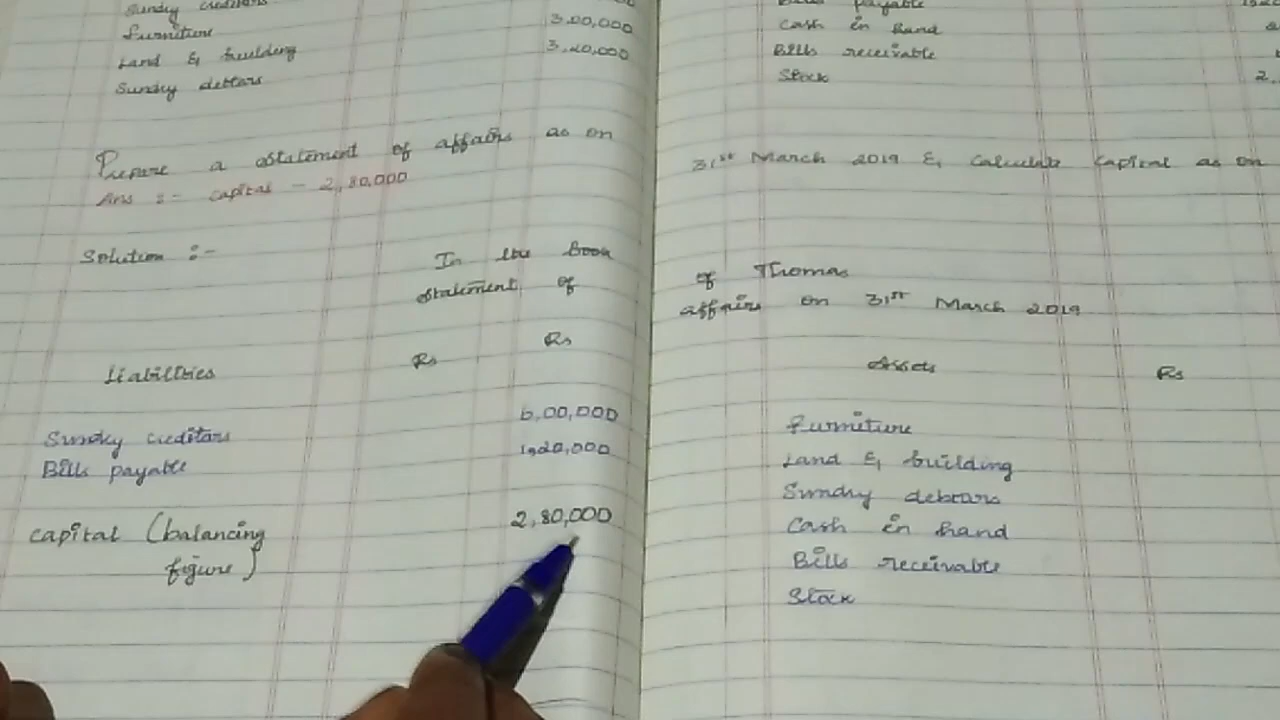 Sundry creditors
Furniture 3,00,000
Land & building 3,20,000
Sundry debtors
Bills payable
Cash in hand
Bills receivable
Stock 2,
Prepare a statement of affairs as on 31st March 2019 & calculate capital as on
Ans :- capital - 2,80,000
Solution :-
In the Book of Thomas
statement of affairs on 31st March 2019
Liabilities Rs Rs Assets Rs
Sundry creditors 6,00,000 Furniture
Bills payable 1,20,000 Land & building
Sundry debtors
capital (balancing figure) 2,80,000 Cash in hand
Bills receivable
Stock